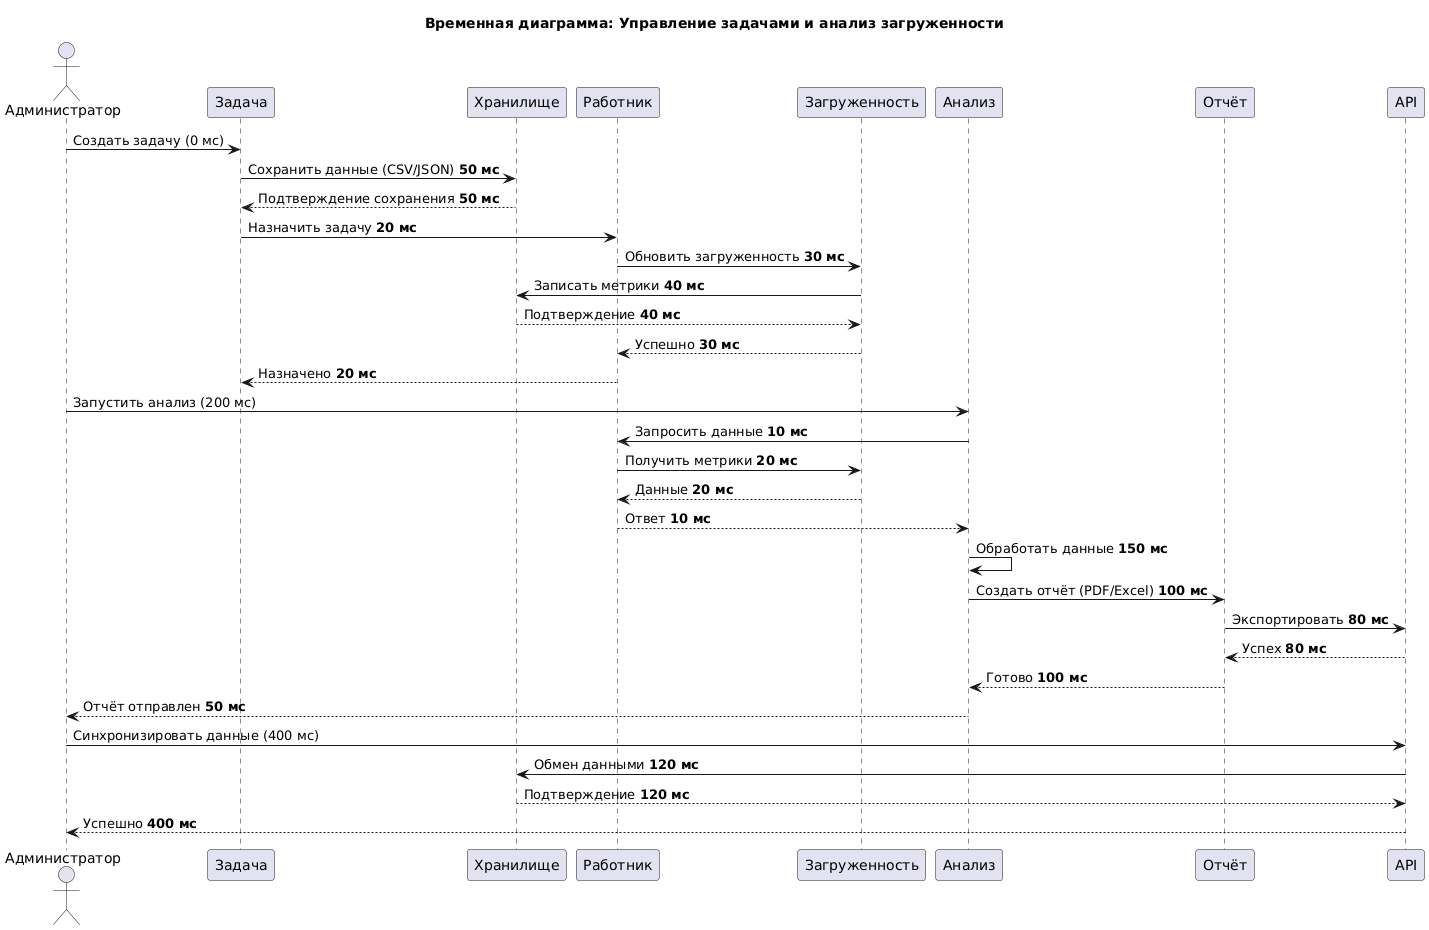 Временная диаграмма: Управление задачами и анализ загруженности
Администратор
Задача
Хранилище
Работник
Загруженность
Анализ
Отчёт
API
Создать задачу (0 мс)
Сохранить данные (CSV/JSON) 50 мс
Подтверждение сохранения 50 мс
Назначить задачу 20 мс
Обновить загруженность 30 мс
Записать метрики 40 мс
Подтверждение 40 мс
Успешно 30 мс
Назначено 20 мс
Запустить анализ (200 мс)
Запросить данные 10 мс
Получить метрики 20 мс
Данные 20 мс
Ответ 10 мс
Обработать данные 150 мс
Создать отчёт (PDF/Excel) 100 мс
Экспортировать 80 мс
Успех 80 мс
Готово 100 мс
Отчёт отправлен 50 мс
Синхронизировать данные (400 мс)
Обмен данными 120 мс
Подтверждение 120 мс
Успешно 400 мс
Администратор
Задача
Хранилище
Работник
Загруженность
Анализ
Отчёт
API